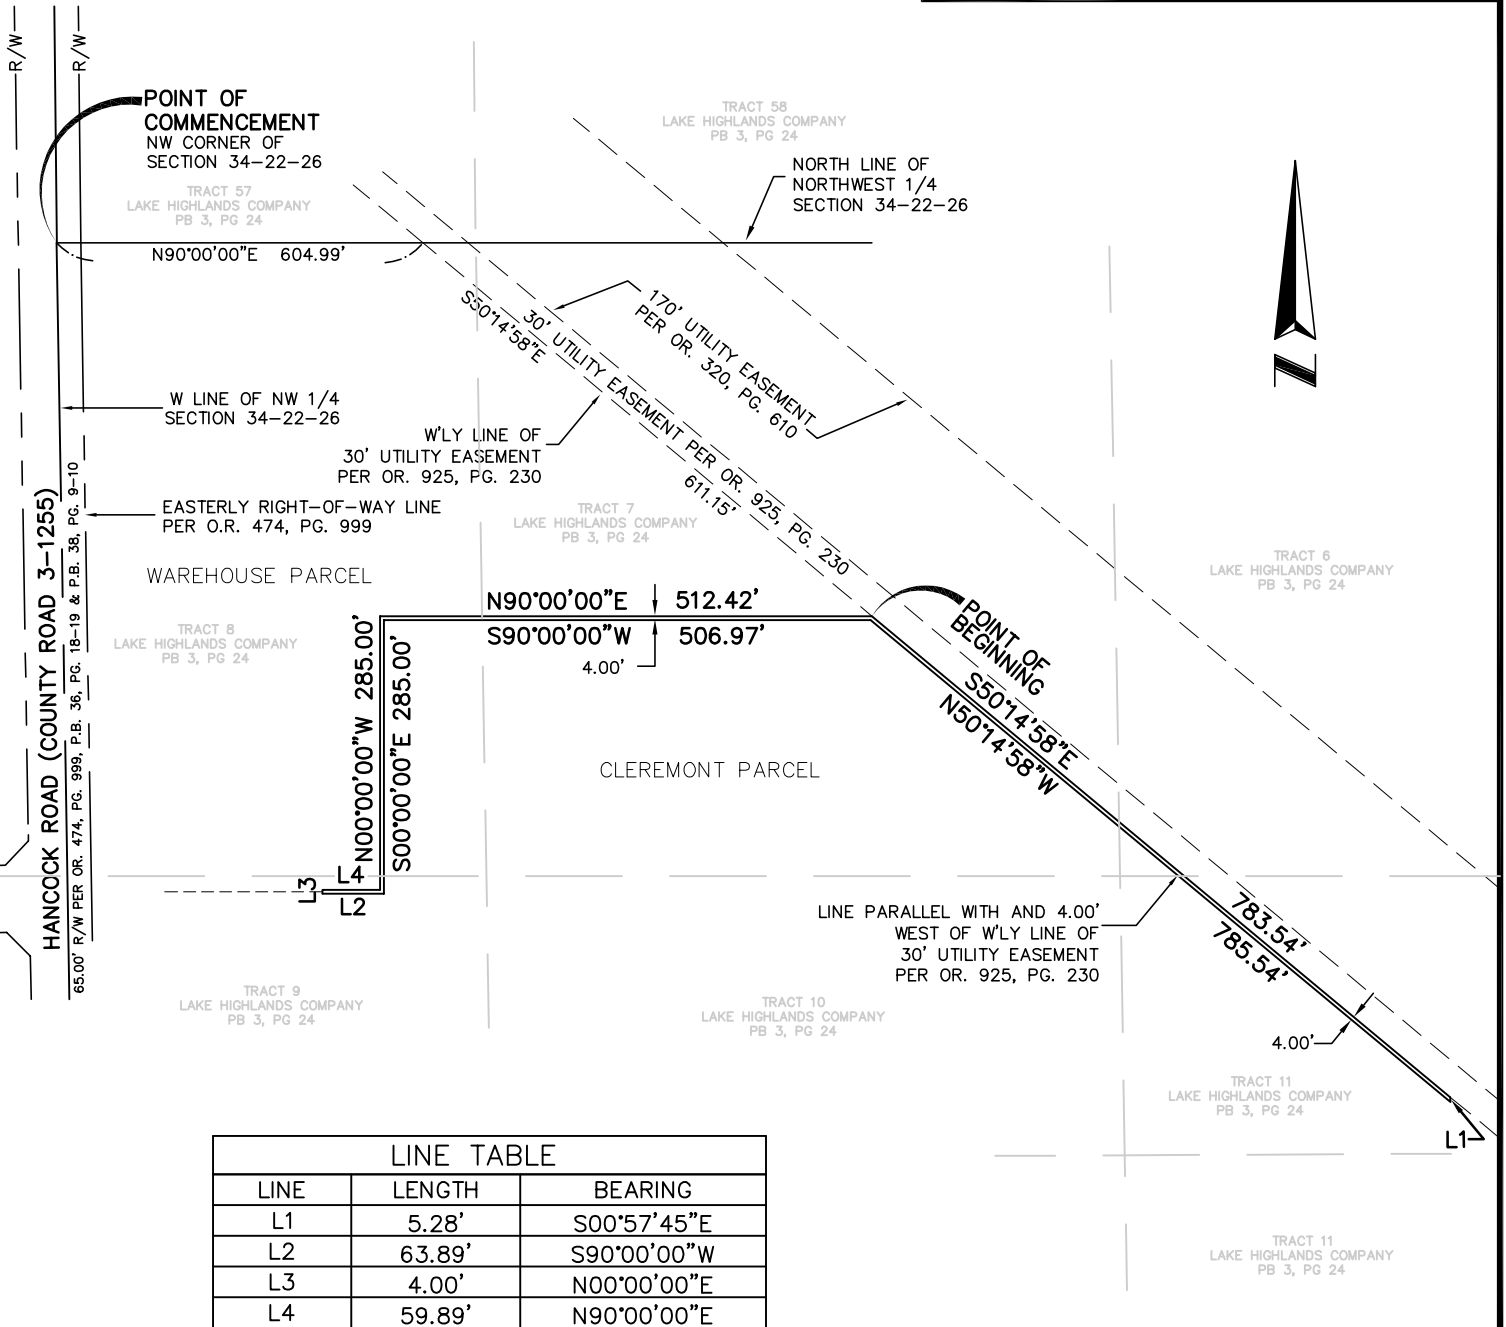 R/W
R/W
POINT OF
COMMENCEMENT
NW CORNER OF
SECTION 34-22-26
TRACT 57
LAKE HIGHLANDS COMPANY
PB 3, PG 24
TRACT 58
LAKE HIGHLANDS COMPANY
PB 3, PG 24
NORTH LINE OF
NORTHWEST 1/4
SECTION 34-22-26
N90°00'00"E 604.99'
S50°14'58"E
30' UTILITY EASEMENT PER OR. 925, PG. 230
611.15'
170' UTILITY EASEMENT
PER OR. 320, PG. 610
N
W LINE OF NW 1/4
SECTION 34-22-26
W'LY LINE OF
30' UTILITY EASEMENT
PER OR. 925, PG. 230
EASTERLY RIGHT-OF-WAY LINE
PER O.R. 474, PG. 999
TRACT 7
LAKE HIGHLANDS COMPANY
PB 3, PG 24
TRACT 6
LAKE HIGHLANDS COMPANY
PB 3, PG 24
WAREHOUSE PARCEL
HANCOCK ROAD (COUNTY ROAD 3-1255)
65.00' R/W PER OR. 474, PG. 999, P.B. 36, PG. 18-19 & P.B. 38, PG. 9-10
TRACT 8
LAKE HIGHLANDS COMPANY
PB 3, PG 24
N90°00'00"E 512.42'
S90°00'00"W 506.97'
4.00'
POINT OF
BEGINNING
N00°00'00"W 285.00'
S00°00'00"E 285.00'
S50°14'58"E
N50°14'58"W
CLEREMONT PARCEL
L3
L4
L2
LINE PARALLEL WITH AND 4.00'
WEST OF W'LY LINE OF
30' UTILITY EASEMENT
PER OR. 925, PG. 230
783.54'
785.54'
TRACT 9
LAKE HIGHLANDS COMPANY
PB 3, PG 24
TRACT 10
LAKE HIGHLANDS COMPANY
PB 3, PG 24
4.00'
TRACT 11
LAKE HIGHLANDS COMPANY
PB 3, PG 24
L1
LINE TABLE
LINE LENGTH BEARING
L1 5.28' S00°57'45"E
L2 63.89' S90°00'00"W
L3 4.00' N00°00'00"E
L4 59.89' N90°00'00"E
TRACT 11
LAKE HIGHLANDS COMPANY
PB 3, PG 24